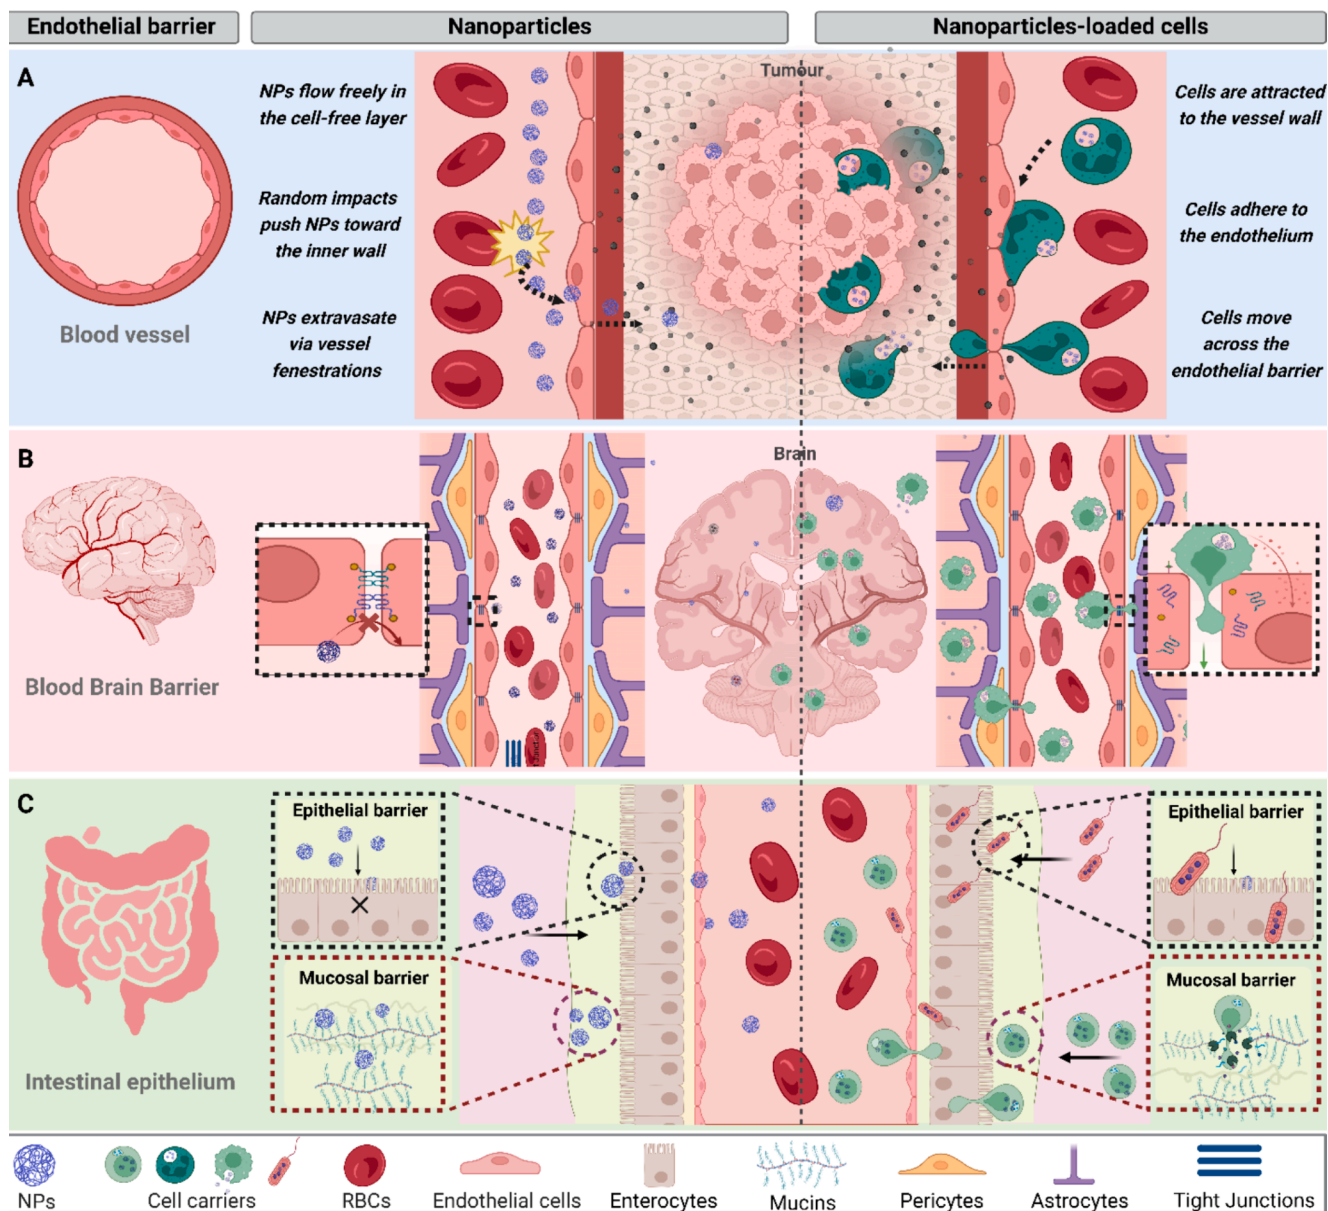 Endothelial barrier
Nanoparticles
Nanoparticles-loaded cells
A
Blood vessel
NPs flow freely in
the cell-free layer
Random impacts
push NPs toward
the inner wall
NPs extravasate
via vessel
fenestrations
Tumour
Cells are attracted
to the vessel wall
Cells adhere to
the endothelium
Cells move
across the
endothelial barrier
B
Blood Brain Barrier
Brain
C
Intestinal epithelium
Epithelial barrier
Mucosal barrier
Epithelial barrier
Mucosal barrier
NPs
Cell carriers
RBCs
Endothelial cells
Enterocytes
Mucins
Pericytes
Astrocytes
Tight Junctions